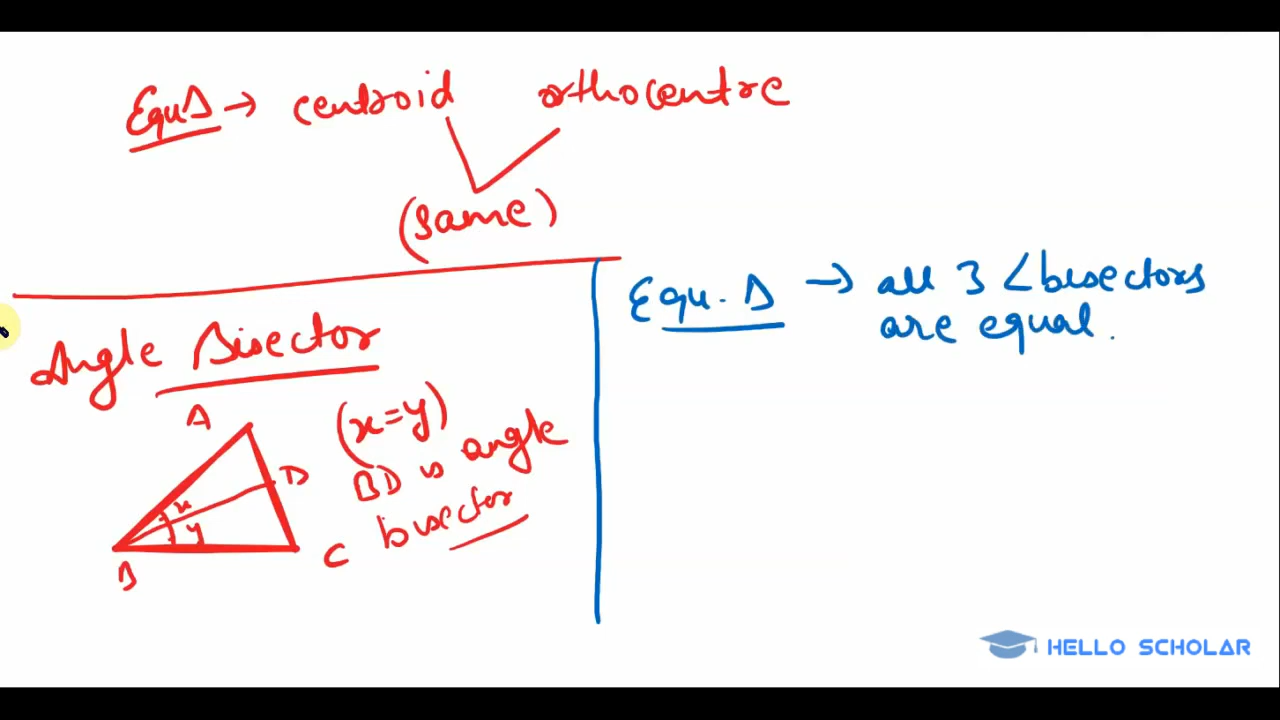 Equ Δ → centroid orthocentre
(same)
Angle Bisector
A
(x=y)
BD is angle
bisector
D
x
y
B
C
Equ. Δ → all 3 ∠bisectors
are equal.
HELLO SCHOLAR